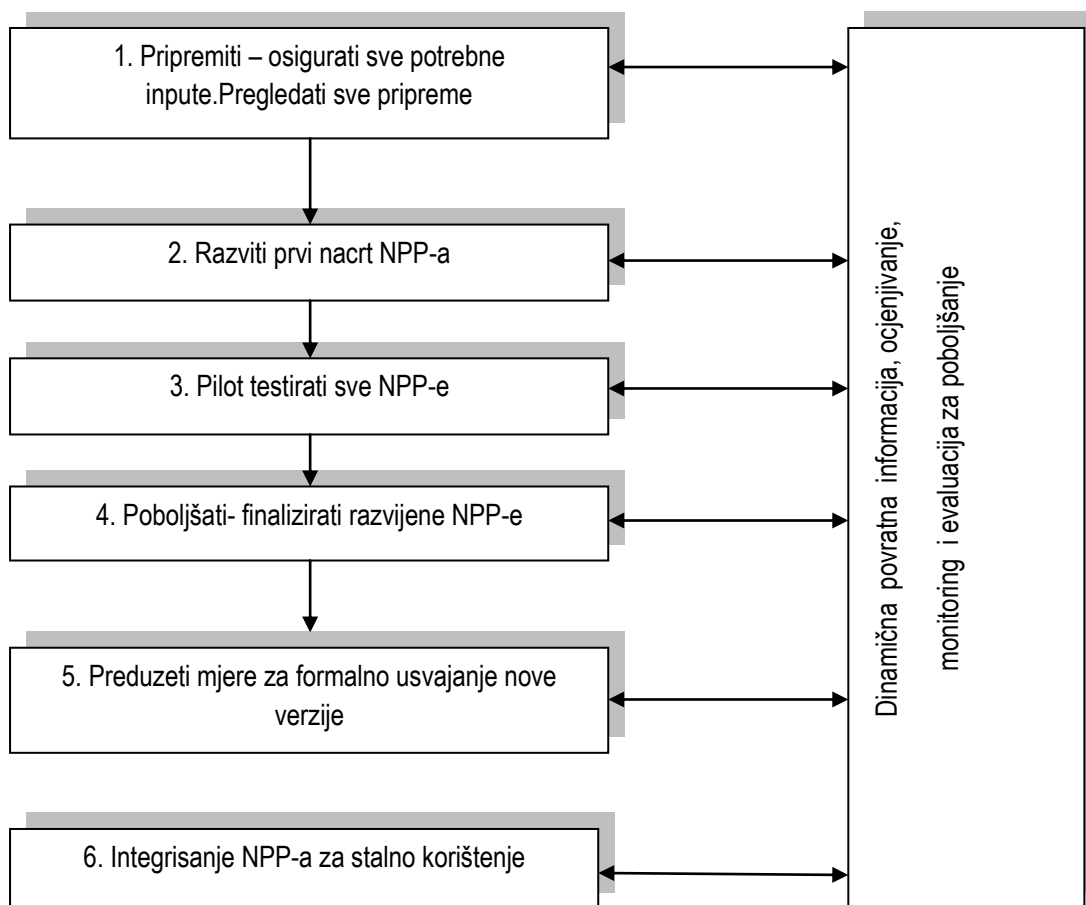 1. Pripremiti – osigurati sve potrebne
inpute.Pregledati sve pripreme
2. Razviti prvi nacrt NPP-a
3. Pilot testirati sve NPP-e
4. Poboljšati- finalizirati razvijene NPP-e
5. Preduzeti mjere za formalno usvajanje nove
verzije
6. Integrisanje NPP-a za stalno korištenje
Dinamična povratna informacija, ocjenjivanje,
monitoring i evaluacija za poboljšanje